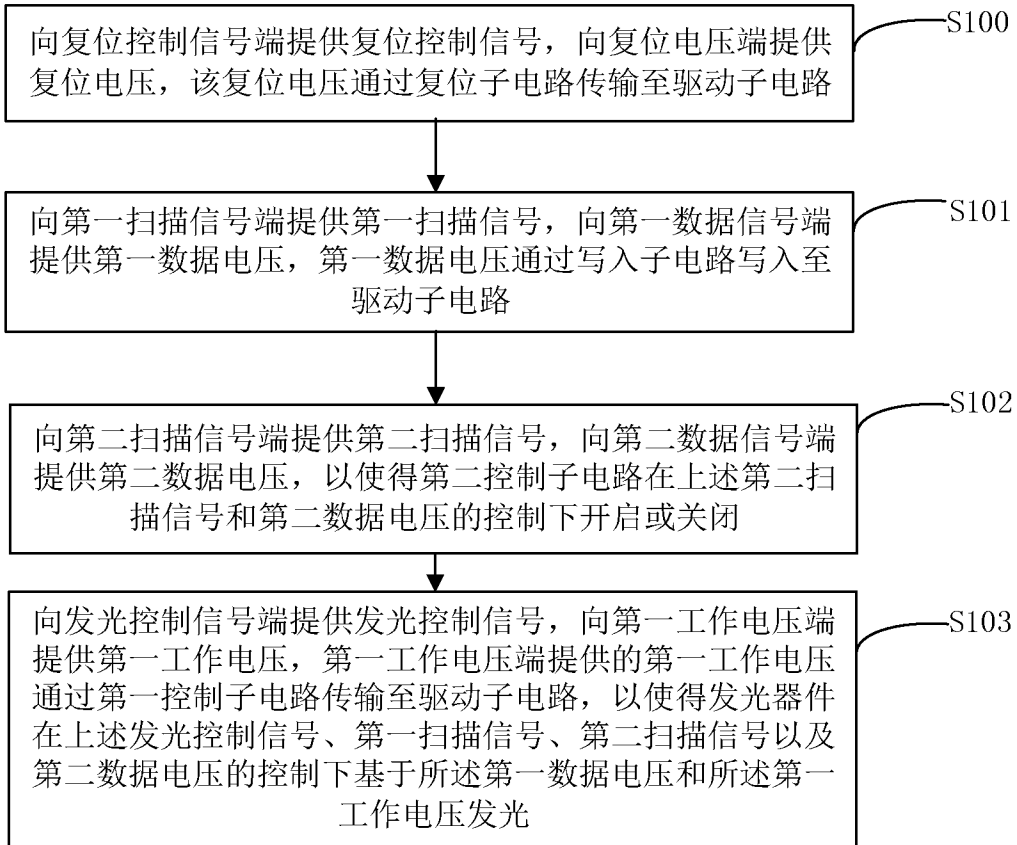 向复位控制信号端提供复位控制信号，向复位电压端提供
复位电压，该复位电压通过复位子电路传输至驱动子电路
S100
向第一扫描信号端提供第一扫描信号，向第一数据信号端
提供第一数据电压，第一数据电压通过写入子电路写入至
驱动子电路
S101
向第二扫描信号端提供第二扫描信号，向第二数据信号端
提供第二数据电压，以使得第二控制子电路在上述第二扫
描信号和第二数据电压的控制下开启或关闭
S102
向发光控制信号端提供发光控制信号，向第一工作电压端
提供第一工作电压，第一工作电压端提供的第一工作电压
通过第一控制子电路传输至驱动子电路，以使得发光器件
在上述发光控制信号、第一扫描信号、第二扫描信号以及
第二数据电压的控制下基于所述第一数据电压和所述第一
工作电压发光
S103